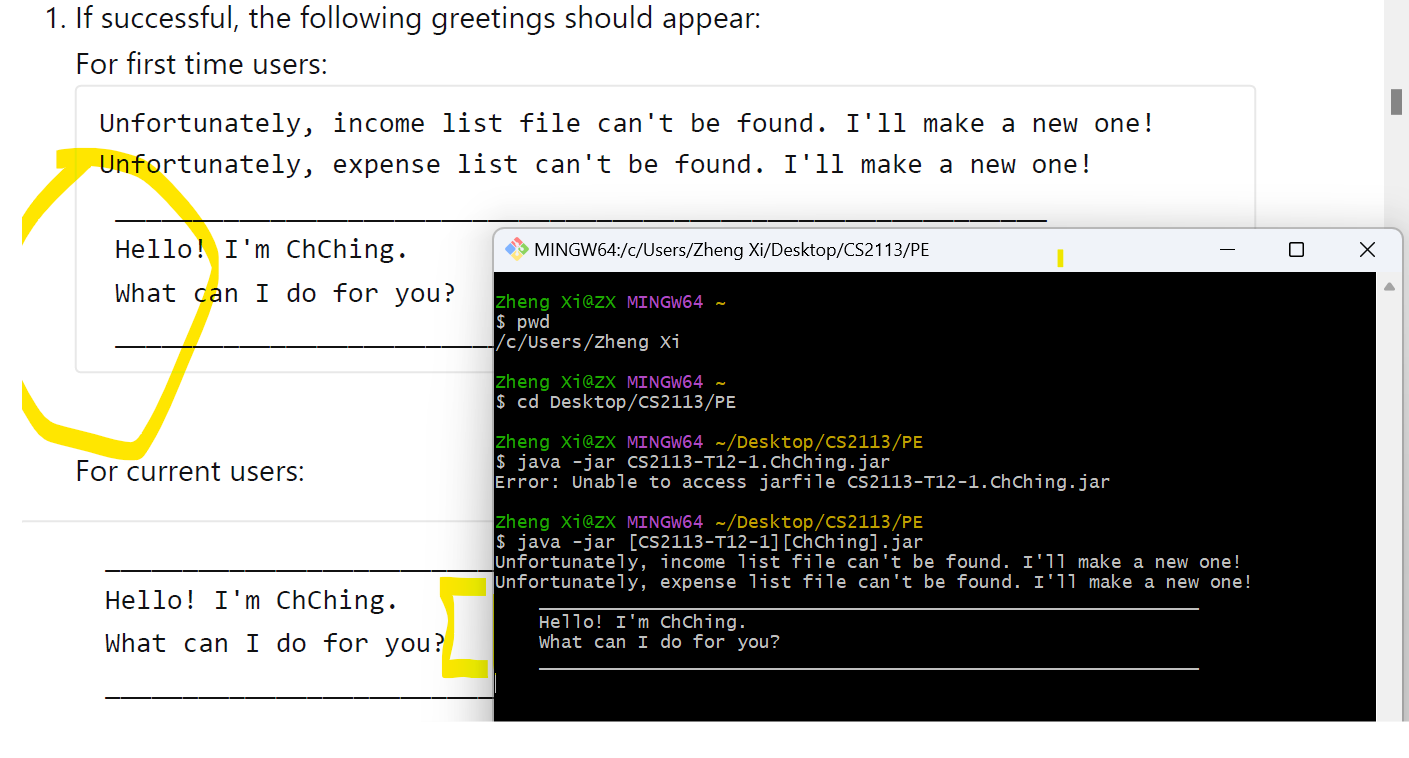 1. If successful, the following greetings should appear:
For first time users:
Unfortunately, income list file can't be found. I'll make a new one!
Unfortunately, expense list can't be found. I'll make a new one!
Hello! I'm ChChing.
What can I do for you?
For current users:
Hello! I'm ChChing.
What can I do for you?
MINGW64:/c/Users/Zheng Xi/Desktop/CS2113/PE
Zheng Xi@ZX MINGW64 ~
$ pwd
/c/Users/Zheng Xi
Zheng Xi@ZX MINGW64 ~
$ cd Desktop/CS2113/PE
Zheng Xi@ZX MINGW64 ~/Desktop/CS2113/PE
$ java -jar CS2113-T12-1.ChChing.jar
Error: Unable to access jarfile CS2113-T12-1.ChChing.jar
Zheng Xi@ZX MINGW64 ~/Desktop/CS2113/PE
$ java -jar [CS2113-T12-1][ChChing].jar
Unfortunately, income list file can't be found. I'll make a new one!
Unfortunately, expense list file can't be found. I'll make a new one!
Hello! I'm ChChing.
What can I do for you?